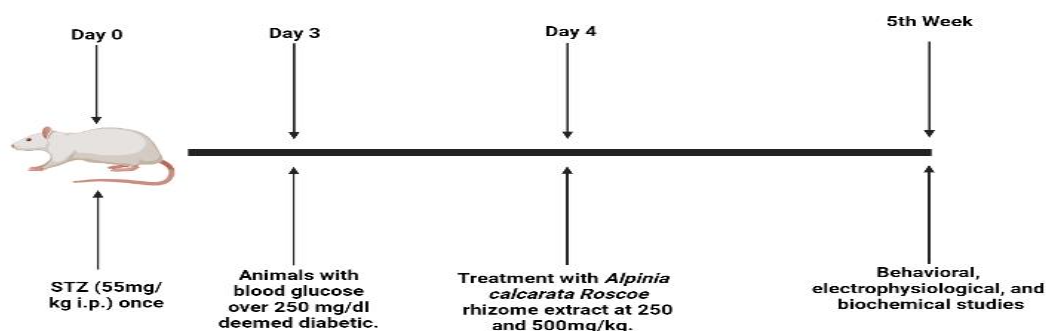 Day 0
Day 3
Day 4
5th Week
STZ (55mg/
kg i.p.) once
Animals with
blood glucose
over 250 mg/dl
deemed diabetic.
Treatment with Alpinia
calcarata Roscoe
rhizome extract at 250
and 500mg/kg.
Behavioral,
electrophysiological, and
biochemical studies